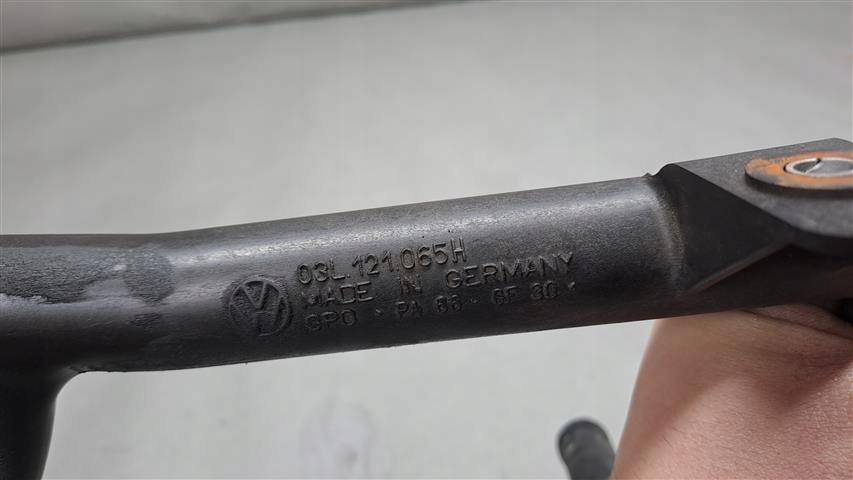 03L.121.065H
MADE IN GERMANY
GPO > PA 66 - GF 30 <